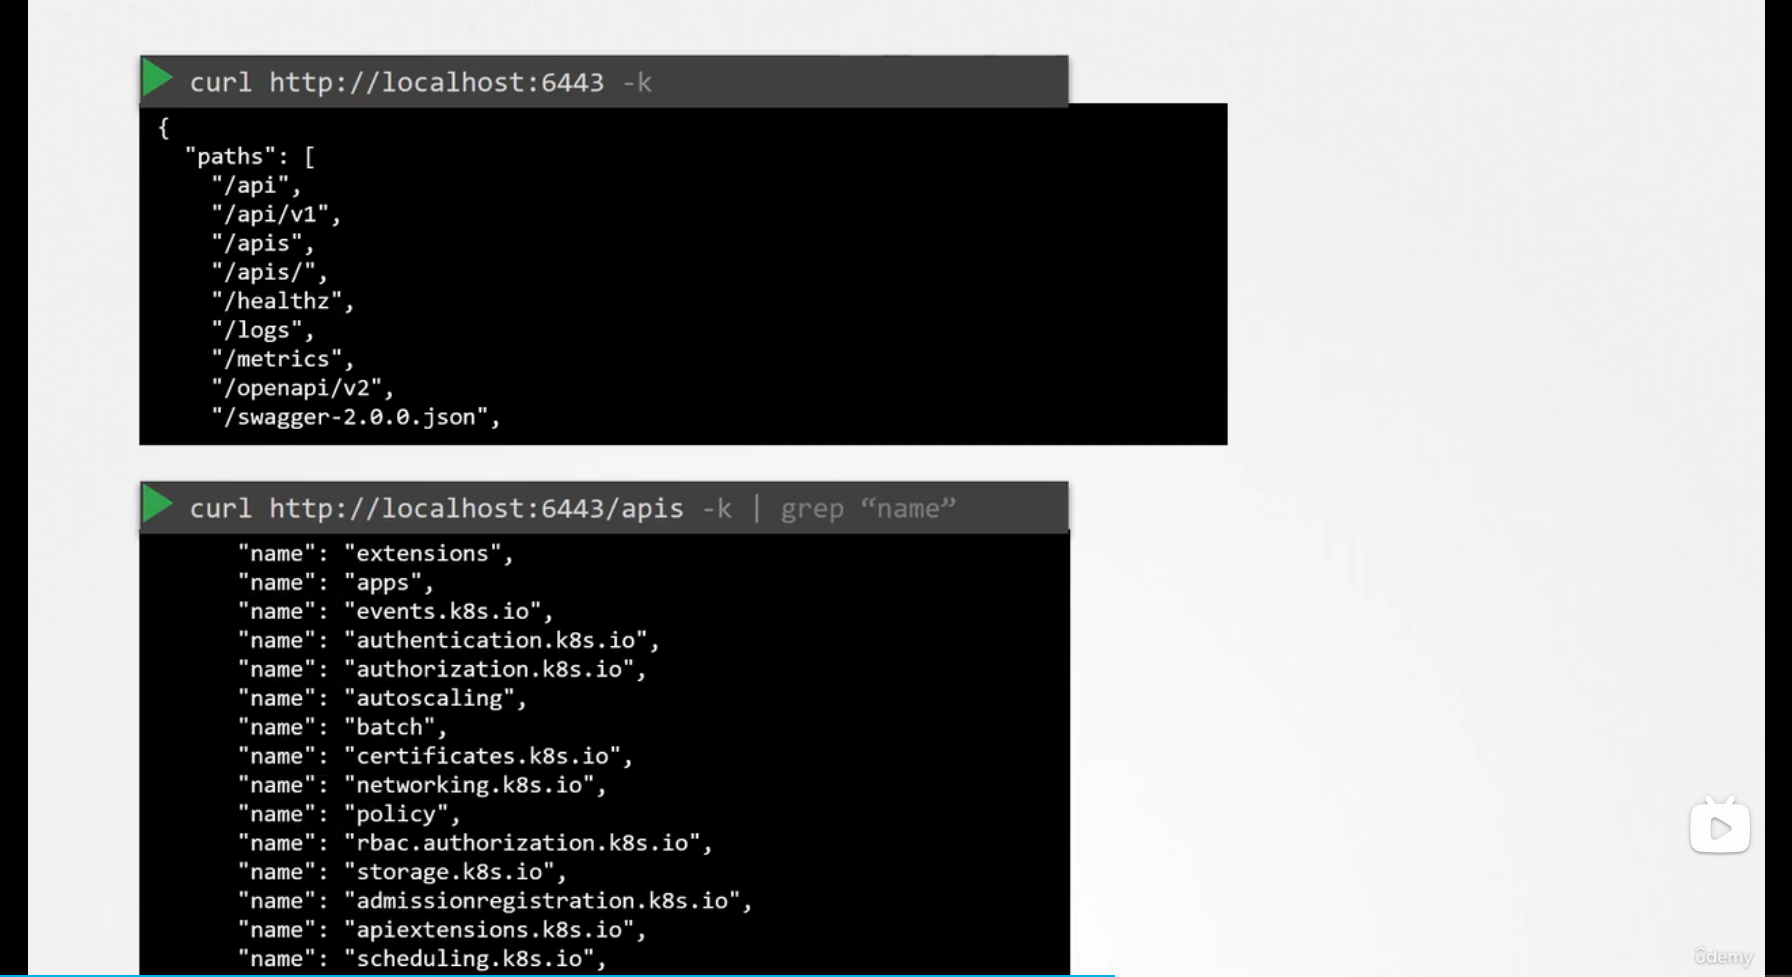 curl http://localhost:6443 -k
{
"paths": [
"/api",
"/api/v1",
"/apis",
"/apis/",
"/healthz",
"/logs",
"/metrics",
"/openapi/v2",
"/swagger-2.0.0.json",
curl http://localhost:6443/apis -k | grep “name”
"name": "extensions",
"name": "apps",
"name": "events.k8s.io",
"name": "authentication.k8s.io",
"name": "authorization.k8s.io",
"name": "autoscaling",
"name": "batch",
"name": "certificates.k8s.io",
"name": "networking.k8s.io",
"name": "policy",
"name": "rbac.authorization.k8s.io",
"name": "storage.k8s.io",
"name": "admissionregistration.k8s.io",
"name": "apiextensions.k8s.io",
"name": "scheduling.k8s.io",
ûdemy